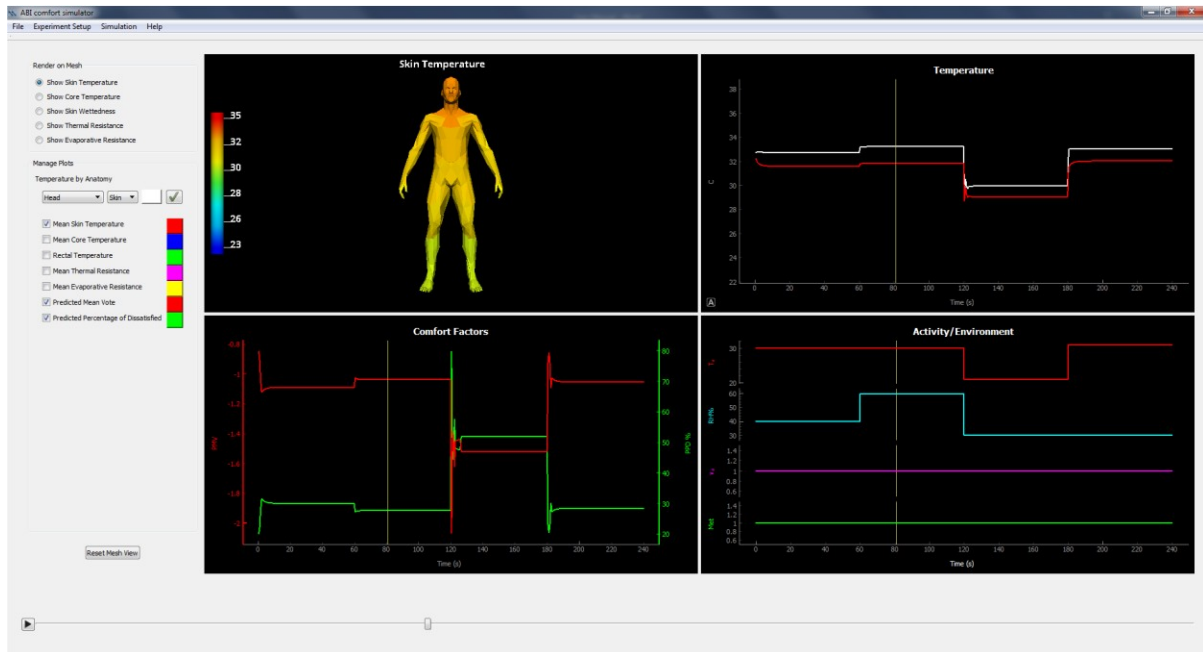 ABI comfort simulator
File Experiment Setup Simulation Help
Render on Mesh
Show Skin Temperature
Show Core Temperature
Show Skin Wettedness
Show Thermal Resistance
Show Evaporative Resistance
Manage Plots
Temperature by Anatomy
Head Skin
Mean Skin Temperature
Mean Core Temperature
Rectal Temperature
Mean Thermal Resistance
Mean Evaporative Resistance
Predicted Mean Vote
Predicted Percentage of Dissatisfied
Reset Mesh View
Skin Temperature
35
32
30
28
26
23
Temperature
38
36
34
32
30
28
26
24
22
C
A
0 20 40 60 80 100 120 140 160 180 200 220 240
Time (s)
Comfort Factors
-0.8
-1
-1.2
-1.4
-1.6
-1.8
-2
PMV
80
70
60
50
40
30
20
PPD %
0 20 40 60 80 100 120 140 160 180 200 220 240
Time (s)
Activity/Environment
30
20
60
50
40
30
RH%
1.4
1.2
1
0.8
0.6
1.4
1.2
1
0.8
0.6
Met
0 20 40 60 80 100 120 140 160 180 200 220 240
Time (s)